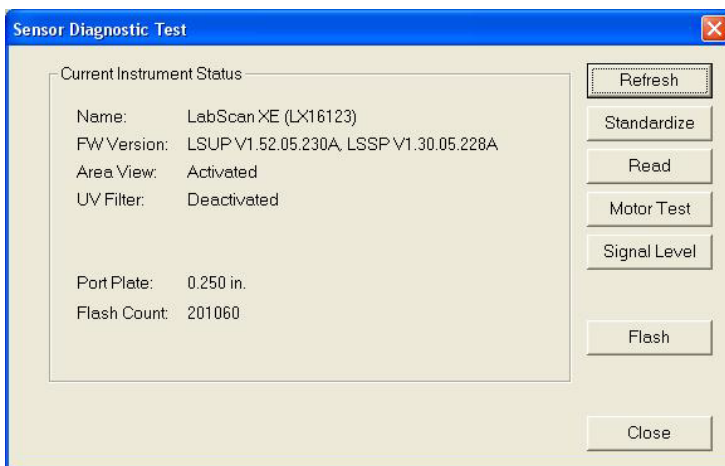 Sensor Diagnostic Test
Current Instrument Status
Name: LabScan XE (LX16123)
FW Version: LSUP V1.52.05.230A, LSSP V1.30.05.228A
Area View: Activated
UV Filter: Deactivated
Port Plate: 0.250 in.
Flash Count: 201060
Refresh
Standardize
Read
Motor Test
Signal Level
Flash
Close